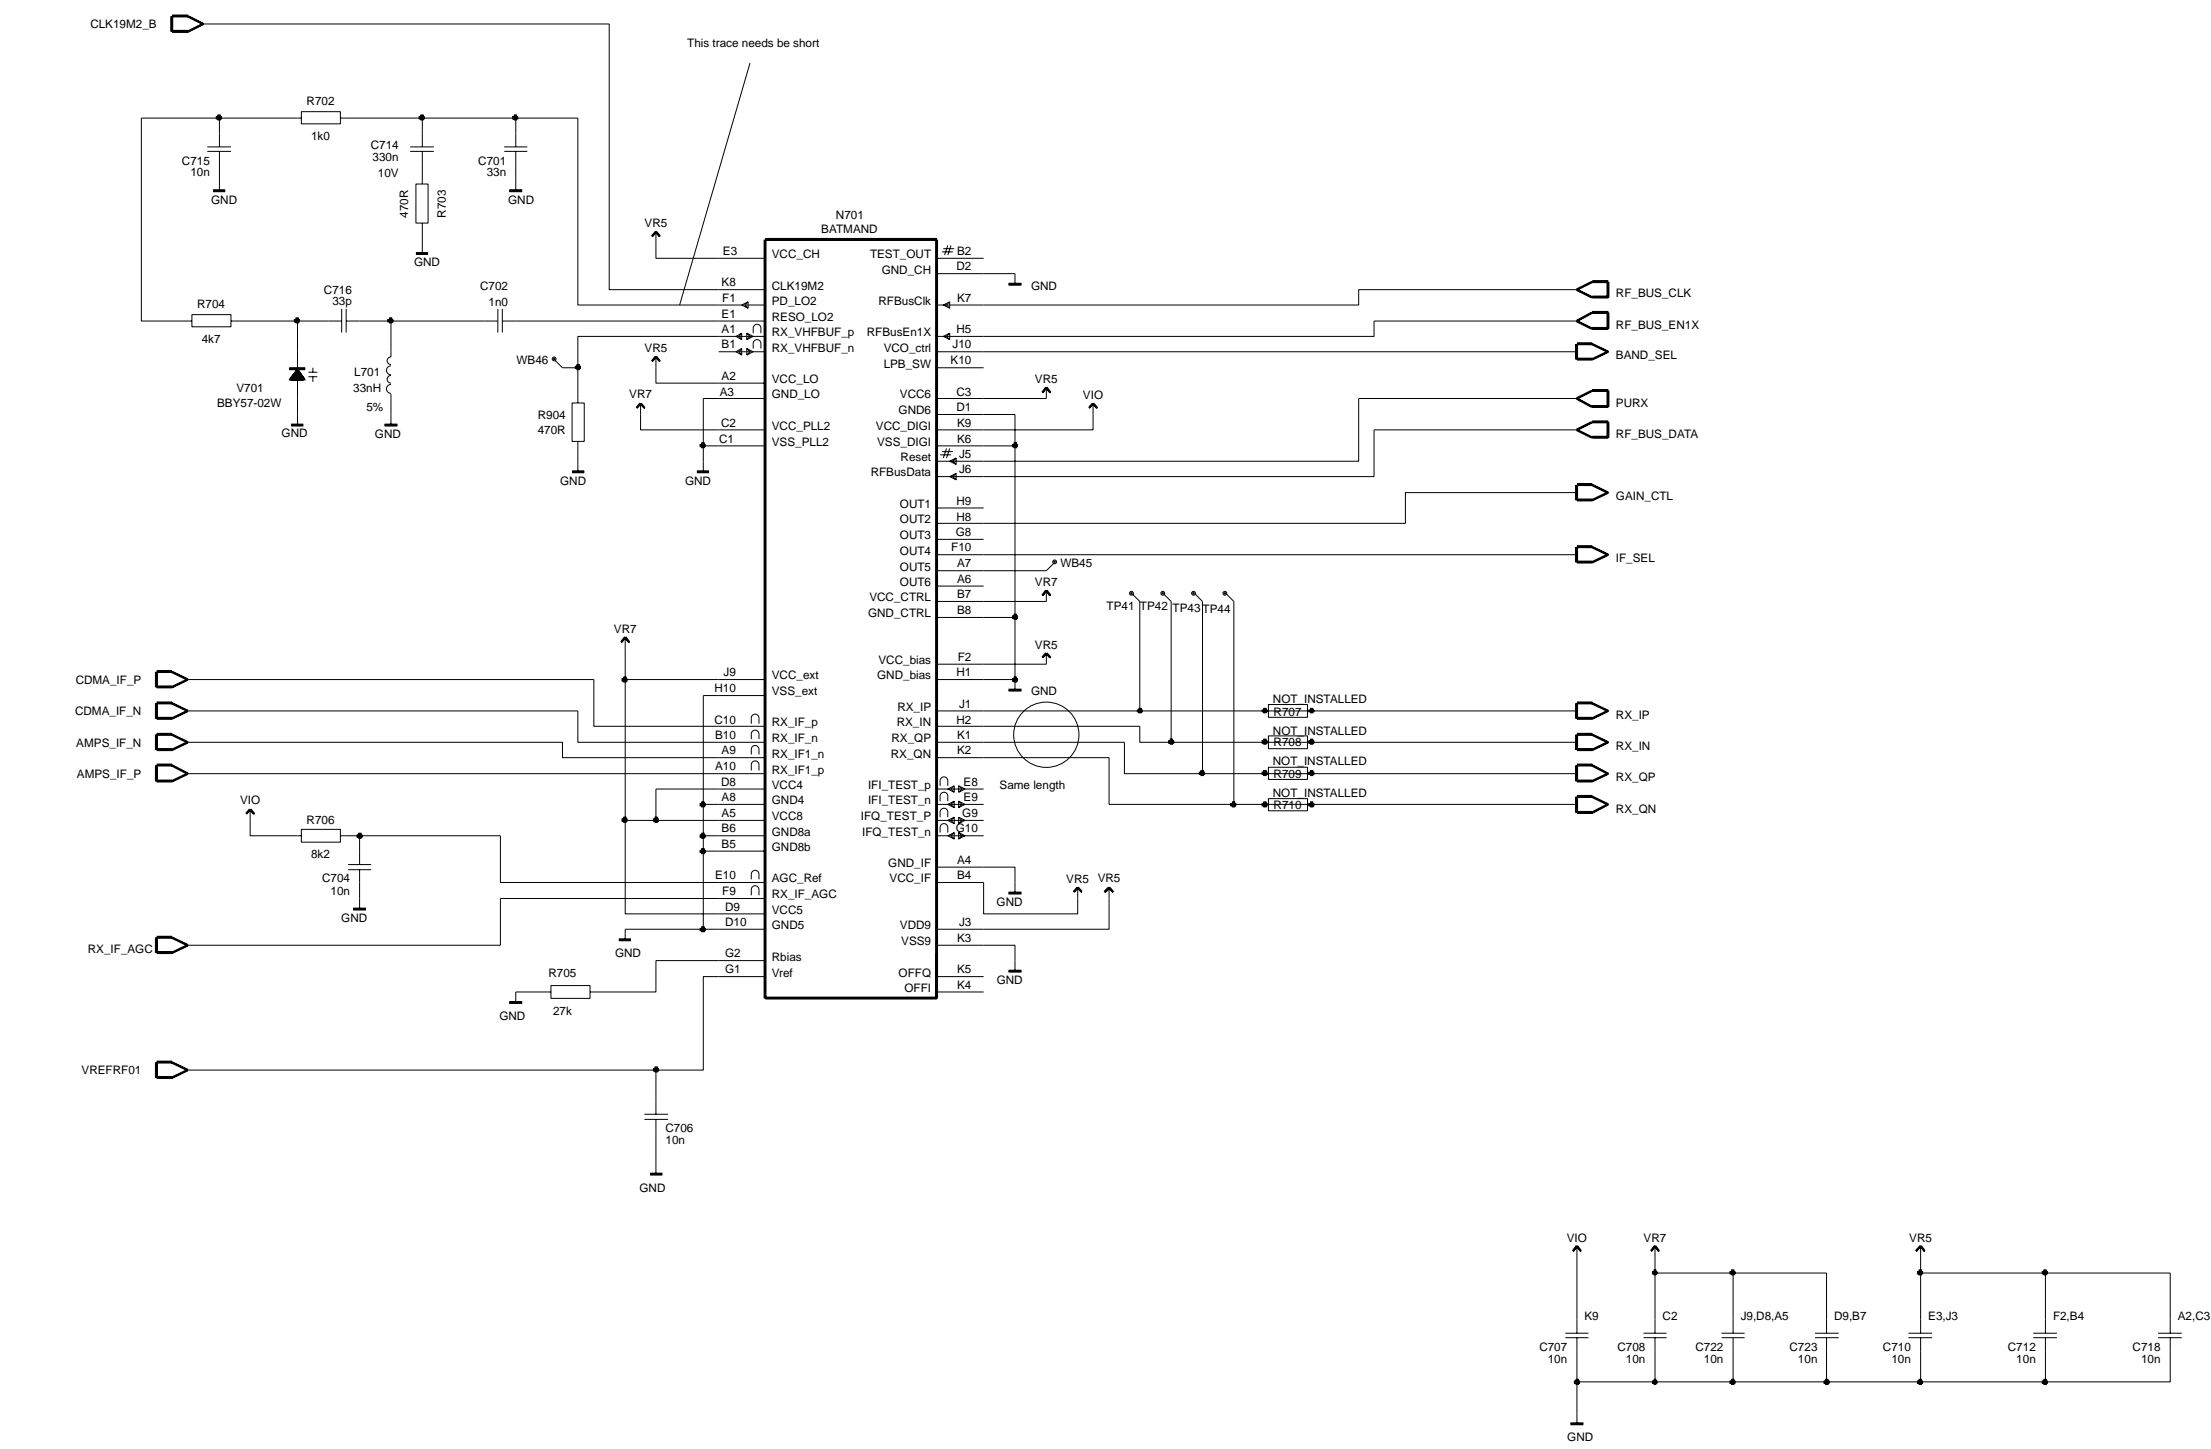 CLK19M2_B
This trace needs be short
R702
1k0
C715
10n
GND
C714
330n
10V
470R
R703
GND
C701
33n
GND
R704
4k7
C716
33p
C702
1n0
V701
BBY57-02W
GND
L701
33nH
5%
GND
WB46
R904
470R
GND
VR5
VR5
VR7
GND
N701
BATMAND
E3 VCC_CH
K8 CLK19M2
F1 PD_LO2
E1 RESO_LO2
A1 RX_VHFBUF_p
B1 RX_VHFBUF_n
A2 VCC_LO
A3 GND_LO
C2 VCC_PLL2
C1 VSS_PLL2
VR7
J9 VCC_ext
H10 VSS_ext
C10 RX_IF_p
B10 RX_IF_n
A9 RX_IF1_n
A10 RX_IF1_p
D8 VCC4
A8 GND4
A5 VCC8
B6 GND8a
B5 GND8b
E10 AGC_Ref
F9 RX_IF_AGC
D9 VCC5
D10 GND5
G2 Rbias
G1 Vref
GND
CDMA_IF_P
CDMA_IF_N
AMPS_IF_N
AMPS_IF_P
VIO
R706
8k2
C704
10n
GND
RX_IF_AGC
R705
27k
GND
VREFRF01
C706
10n
GND
TEST_OUT # B2
GND_CH D2
GND
RFBusClk K7
RFBusEn1X H5
VCO_ctrl J10
LPB_SW K10
VCC6 C3
VR5
GND6 D1
VCC_DIGI K9
VIO
VSS_DIGI K6
Reset # J5
RFBusData J6
OUT1 H9
OUT2 H8
OUT3 G8
OUT4 F10
OUT5 A7
WB45
OUT6 A6
VCC_CTRL B7
VR7
GND_CTRL B8
VCC_bias F2
VR5
GND_bias H1
GND
RX_IP J1
RX_IN H2
RX_QP K1
RX_QN K2
Same length
IFI_TEST_p E8
IFI_TEST_n E9
IFQ_TEST_P G9
IFQ_TEST_n G10
GND_IF A4
VCC_IF B4
GND
VR5
VR5
VDD9 J3
VSS9 K3
GND
OFFQ K5
OFFI K4
TP41
TP42
TP43
TP44
NOT_INSTALLED
R707
NOT_INSTALLED
R708
NOT_INSTALLED
R709
NOT_INSTALLED
R710
RF_BUS_CLK
RF_BUS_EN1X
BAND_SEL
PURX
RF_BUS_DATA
GAIN_CTL
IF_SEL
RX_IP
RX_IN
RX_QP
RX_QN
VIO
VR7
VR5
K9
C707
10n
C2
C708
10n
J9,D8,A5
C722
10n
D9,B7
C723
10n
E3,J3
C710
10n
F2,B4
C712
10n
A2,C3
C718
10n
GND